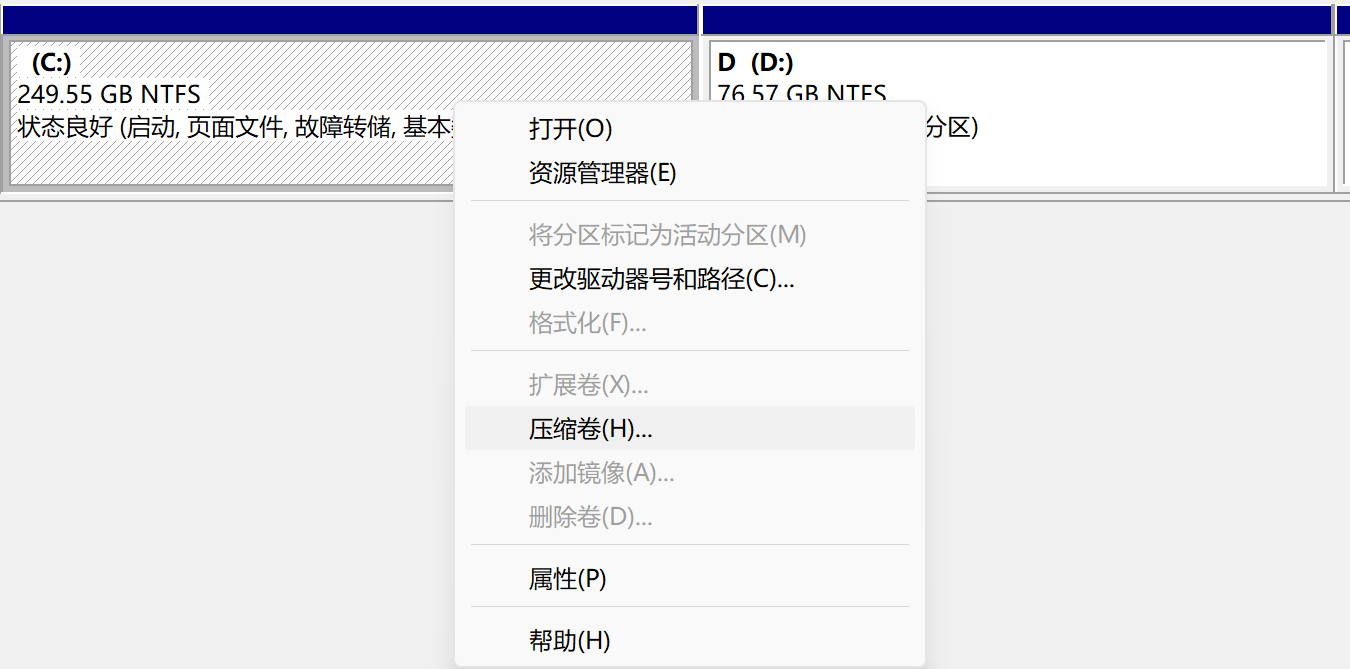 (C:)
249.55 GB NTFS
状态良好 (启动, 页面文件, 故障转储, 基本
D (D:)
76.57 GB NTFS
分区)
打开(O)
资源管理器(E)
将分区标记为活动分区(M)
更改驱动器号和路径(C)...
格式化(F)...
扩展卷(X)...
压缩卷(H)...
添加镜像(A)...
删除卷(D)...
属性(P)
帮助(H)